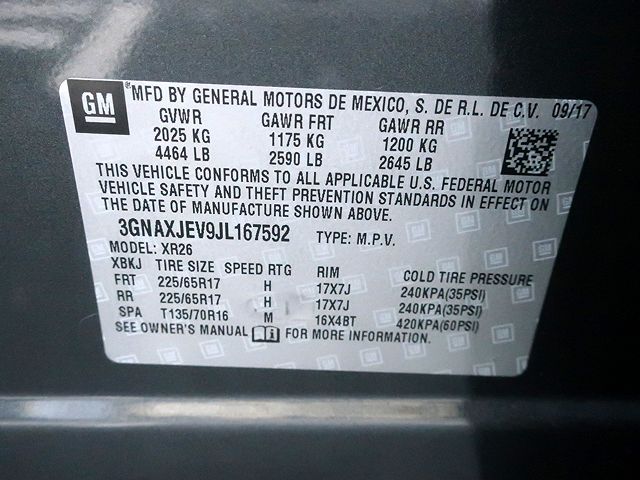 GM
® MFD BY GENERAL MOTORS DE MEXICO, S. DE R.L. DE C.V. 09/17
GVWR GAWR FRT GAWR RR
2025 KG 1175 KG 1200 KG
4464 LB 2590 LB 2645 LB
THIS VEHICLE CONFORMS TO ALL APPLICABLE U.S. FEDERAL MOTOR
VEHICLE SAFETY AND THEFT PREVENTION STANDARDS IN EFFECT ON
THE DATE OF MANUFACTURE SHOWN ABOVE.
3GNAXJEV9JL167592 TYPE: M.P.V.
MODEL: XR26
XBKJ TIRE SIZE SPEED RTG RIM COLD TIRE PRESSURE
FRT 225/65R17 H 17X7J 240KPA(35PSI)
RR 225/65R17 H 17X7J 240KPA(35PSI)
SPA T135/70R16 M 16X4BT 420KPA(60PSI)
SEE OWNER'S MANUAL FOR MORE INFORMATION.